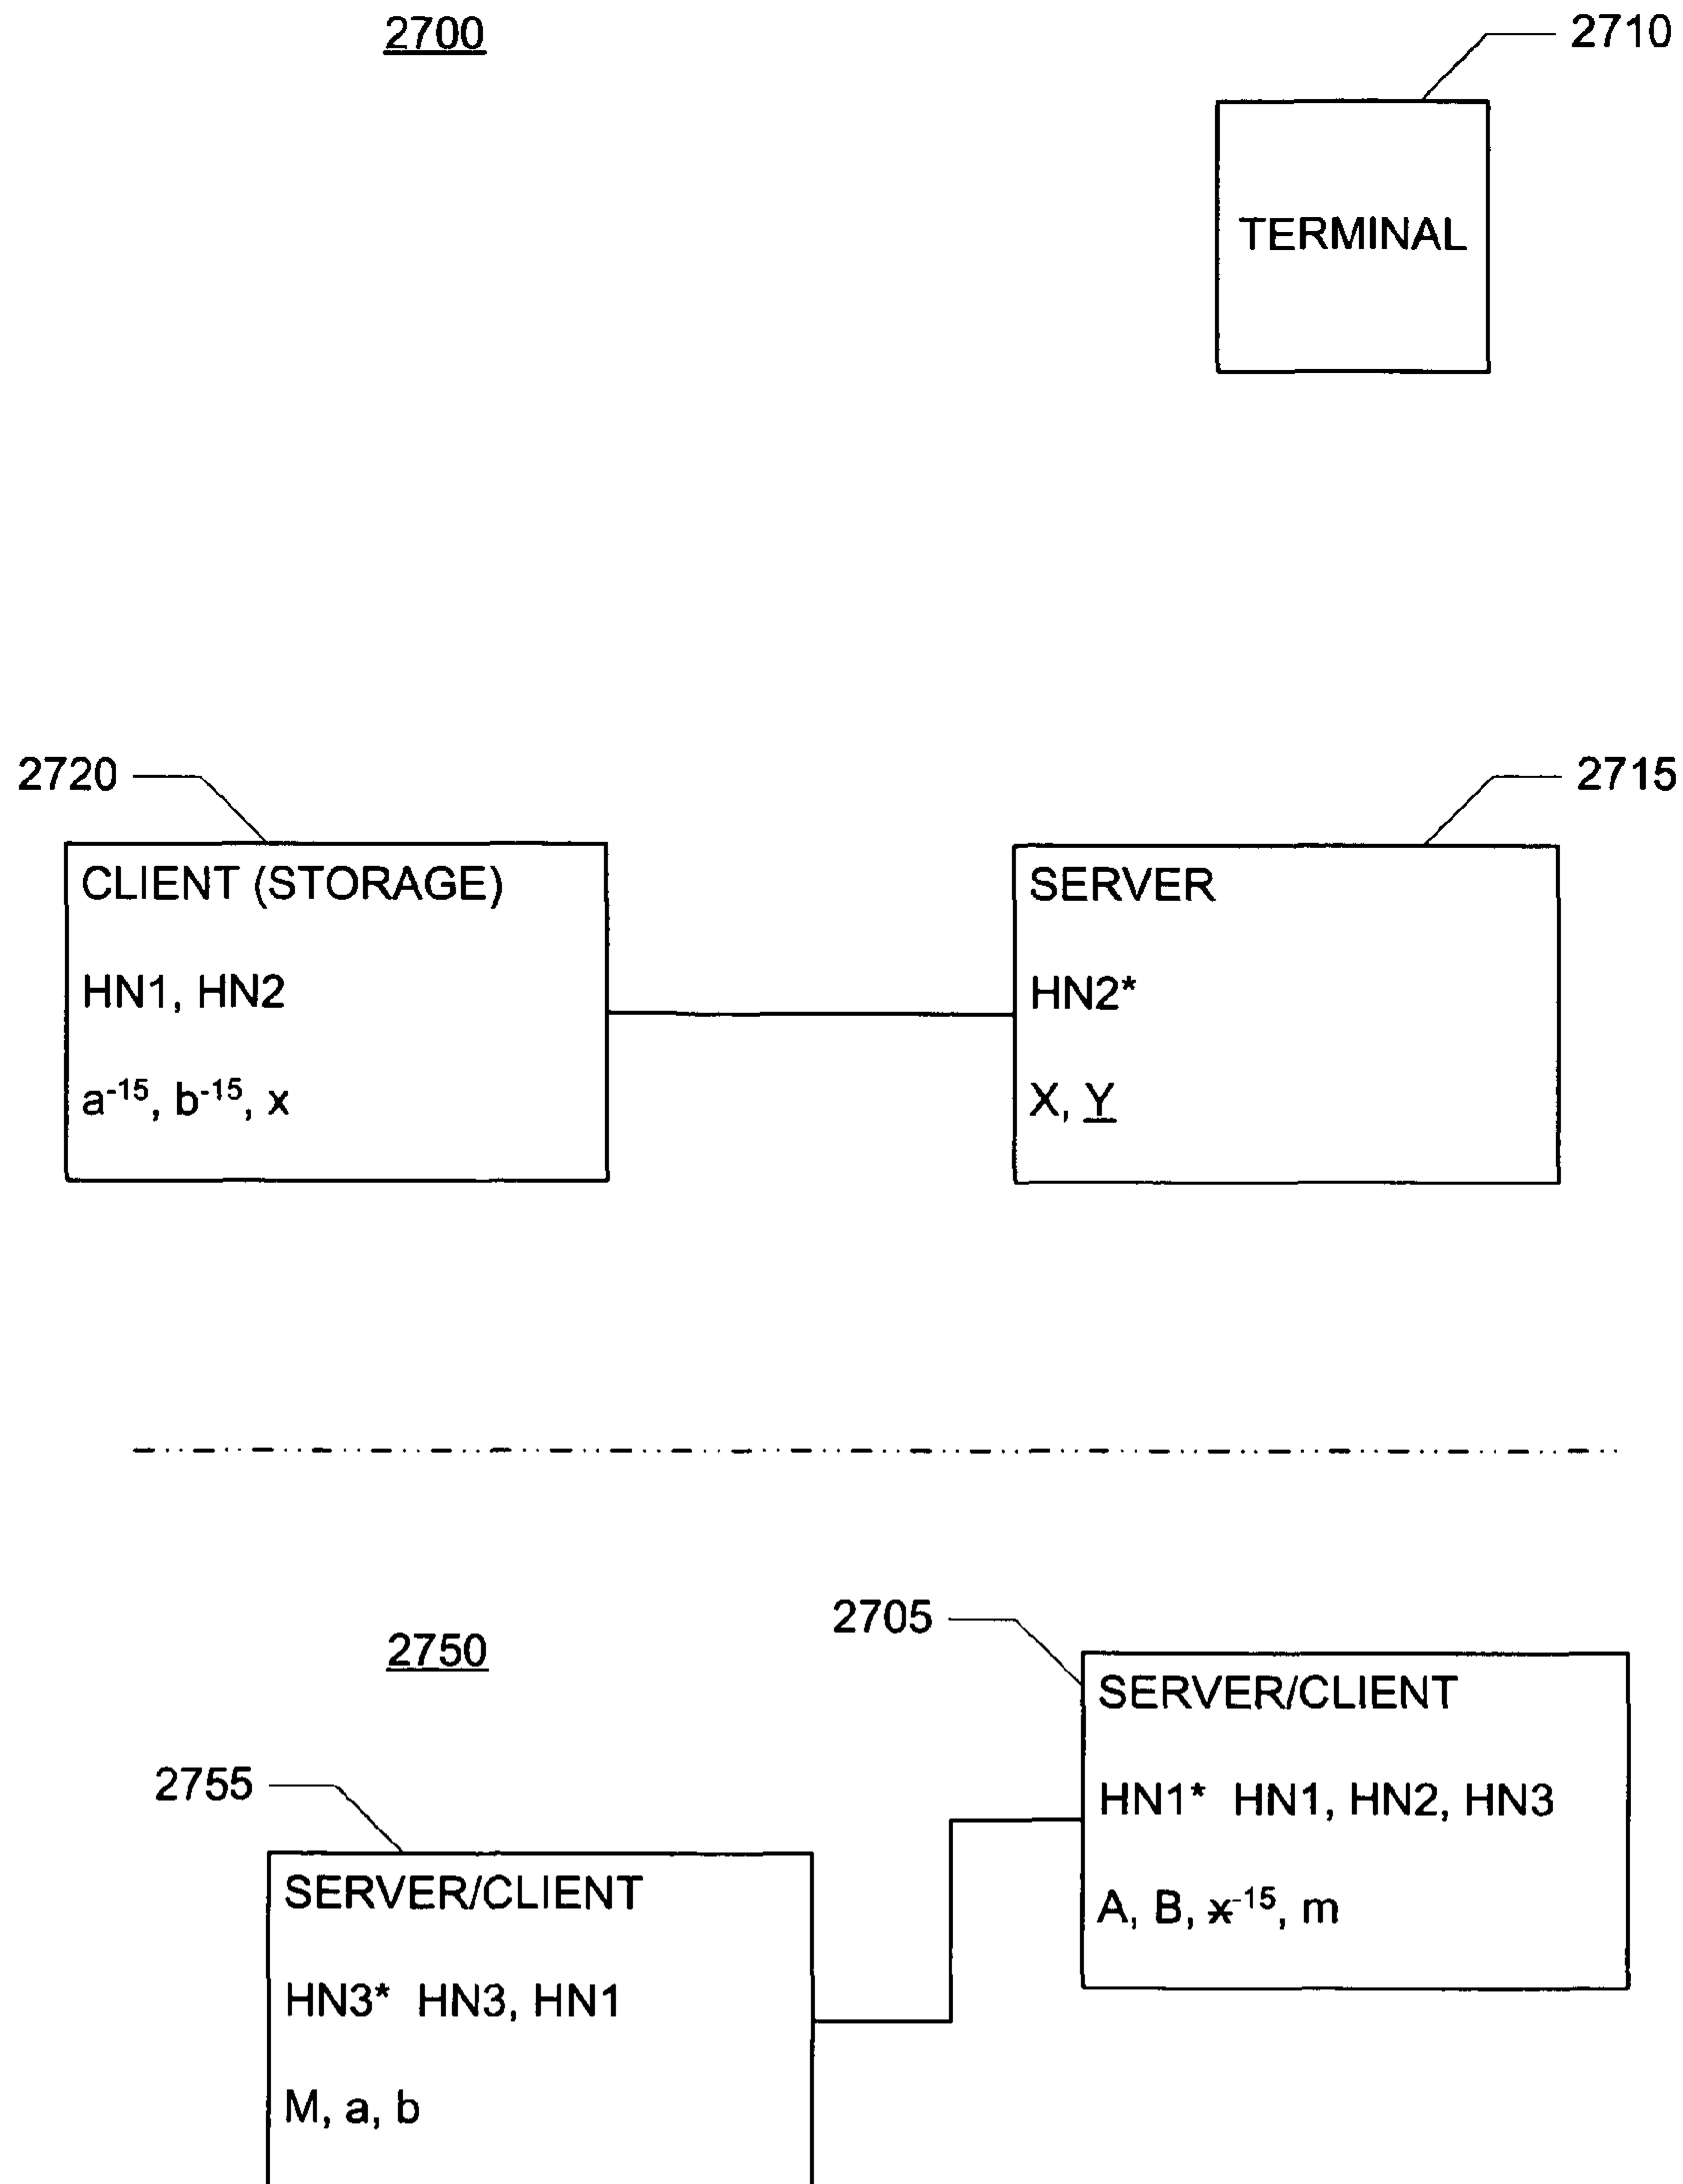 2700
2710
TERMINAL
2720
2715
CLIENT (STORAGE)
HN1, HN2
a⁻¹⁵, b⁻¹⁵, x
SERVER
HN2*
X, Y
2705
2750
SERVER/CLIENT
HN1* HN1, HN2, HN3
A, B, x⁻¹⁵, m
2755
SERVER/CLIENT
HN3* HN3, HN1
M, a, b